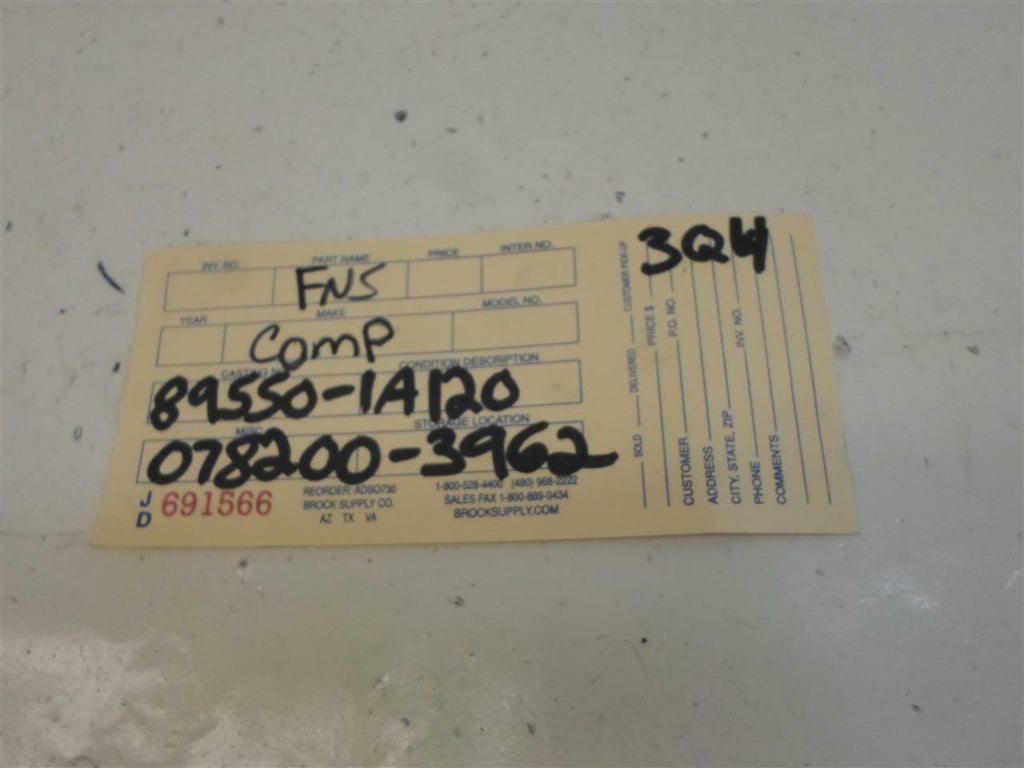 INV. NO. PART NAME PRICE INTER NO.
FNS
YEAR MAKE MODEL NO.
Comp
CASTING NO. CONDITION DESCRIPTION
89550-1A120
MISC. STORAGE LOCATION
078200-3962
J D 691566
REORDER: ADSO730
BROCK SUPPLY CO.
AZ TX VA
1-800-528-4400 (480) 968-2222
SALES FAX 1-800-889-0434
BROCKSUPPLY.COM
3Q4
SOLD DELIVERED CUSTOMER PICK-UP
PRICE $
P.O. NO.
CUSTOMER
ADDRESS INV. NO.
CITY, STATE, ZIP
PHONE
COMMENTS